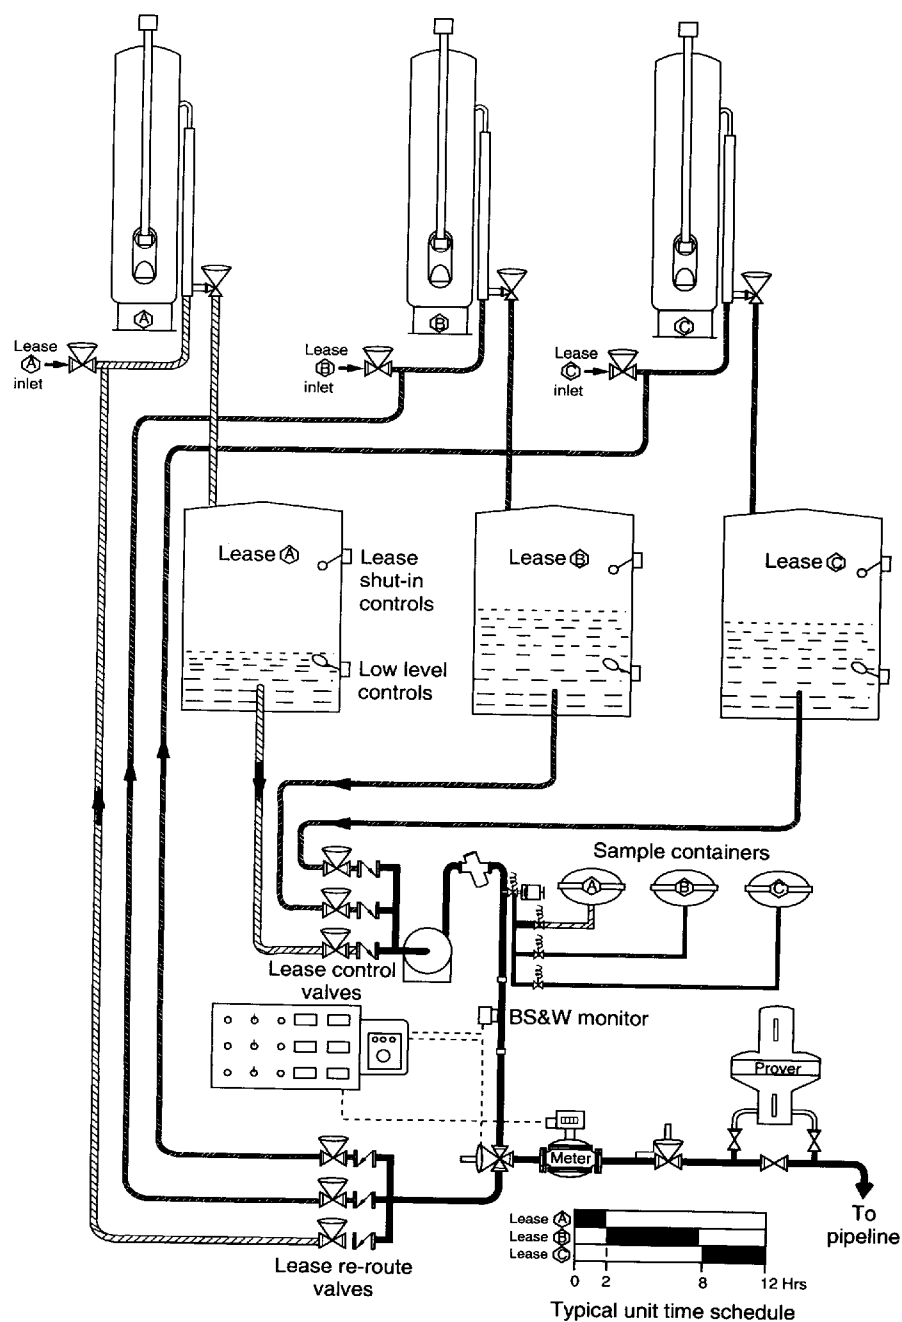 A
B
C
Lease
A
inlet
Lease
B
inlet
Lease
C
inlet
Lease A
Lease
shut-in
controls
Low level
controls
Lease B
Lease C
Sample containers
A
B
C
Lease control
valves
BS&W monitor
Prover
Meter
To
pipeline
Lease re-route
valves
Lease A
Lease B
Lease C
0 2 8 12 Hrs
Typical unit time schedule